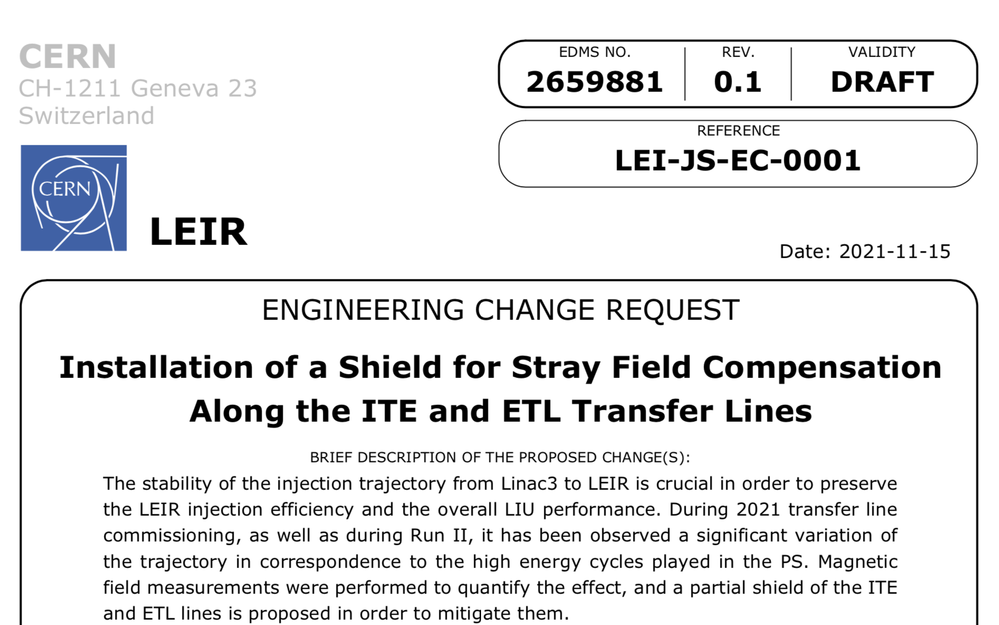 CERN
CH-1211 Geneva 23
Switzerland
EDMS NO.
2659881
REV.
0.1
VALIDITY
DRAFT
REFERENCE
LEI-JS-EC-0001
CERN
LEIR
Date: 2021-11-15
ENGINEERING CHANGE REQUEST
Installation of a Shield for Stray Field Compensation
Along the ITE and ETL Transfer Lines
BRIEF DESCRIPTION OF THE PROPOSED CHANGE(S):
The stability of the injection trajectory from Linac3 to LEIR is crucial in order to preserve
the LEIR injection efficiency and the overall LIU performance. During 2021 transfer line
commissioning, as well as during Run II, it has been observed a significant variation of
the trajectory in correspondence to the high energy cycles played in the PS. Magnetic
field measurements were performed to quantify the effect, and a partial shield of the ITE
and ETL lines is proposed in order to mitigate them.